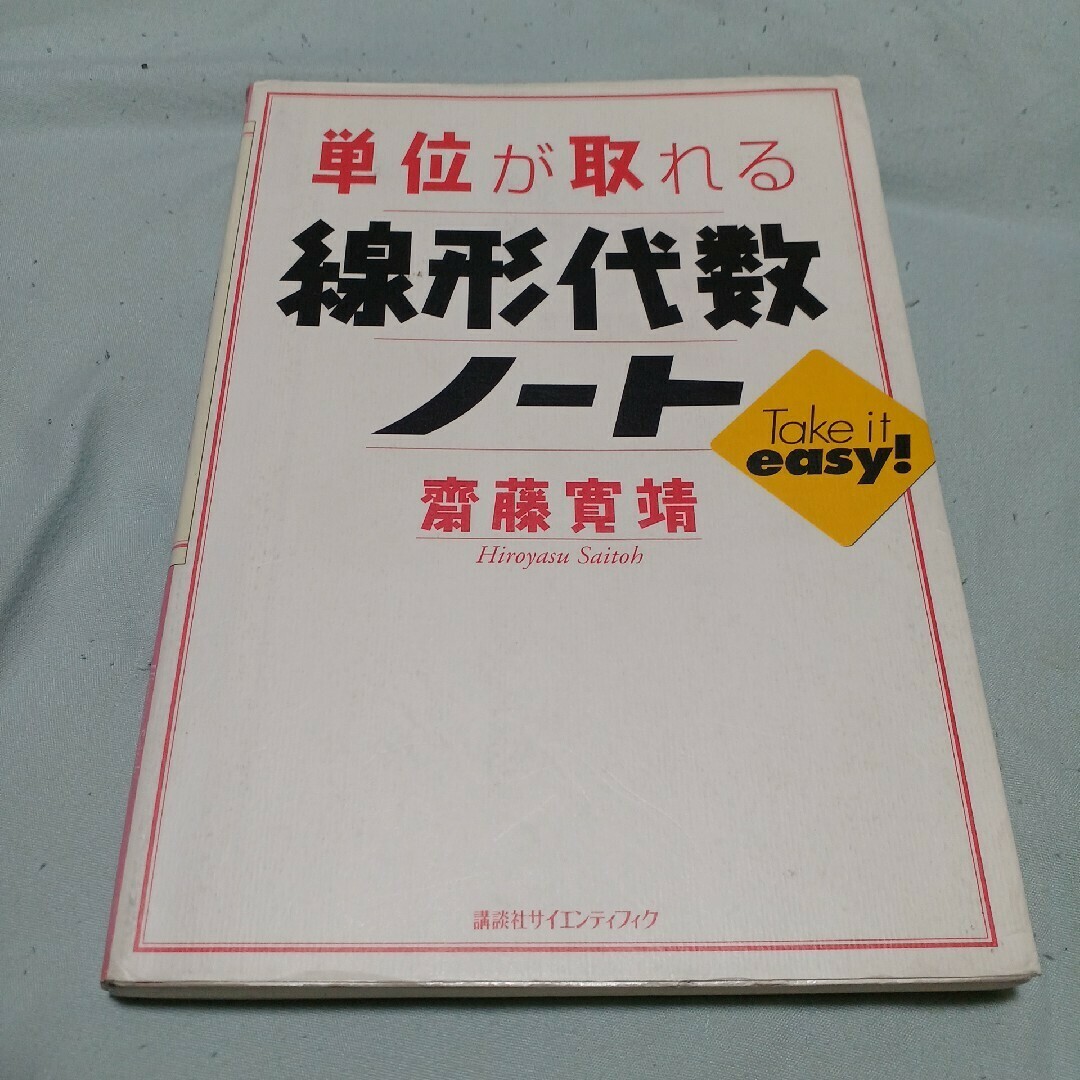 単位が取れる
線形代数
ノート
Take it
easy!
齋藤寛靖
Hiroyasu Saitoh
講談社サイエンティフィク